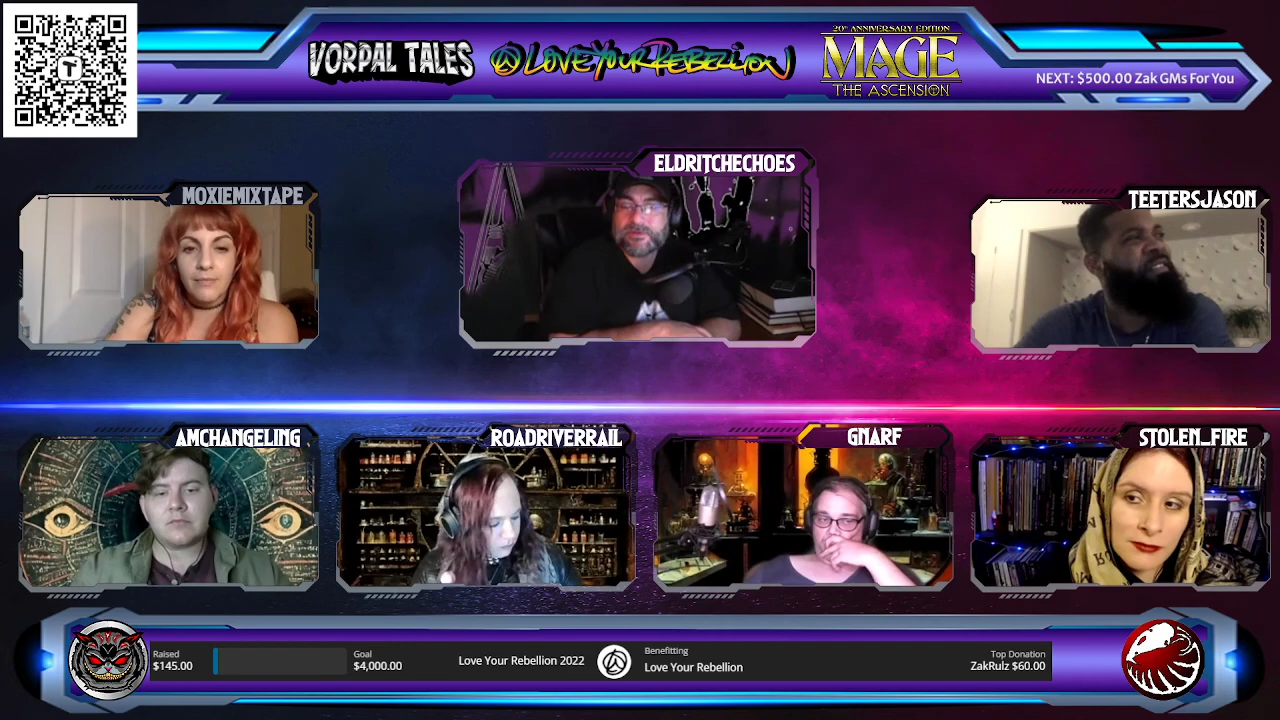 VORPAL TALES
LOVEYOURREBELLION
20th ANNIVERSARY EDITION
MAGE
THE ASCENSION
NEXT: $500.00 Zak GMs For You
T
MOXIEMIXTAPE
ELDRITCHECHOES
TEETERSJASON
AMCHANGELING
ROADRIVERRAIL
GNARF
STOLEN_FIRE
Raised
$145.00
Goal
$4,000.00
Love Your Rebellion 2022
Benefitting
Love Your Rebellion
Top Donation
ZakRulz $60.00